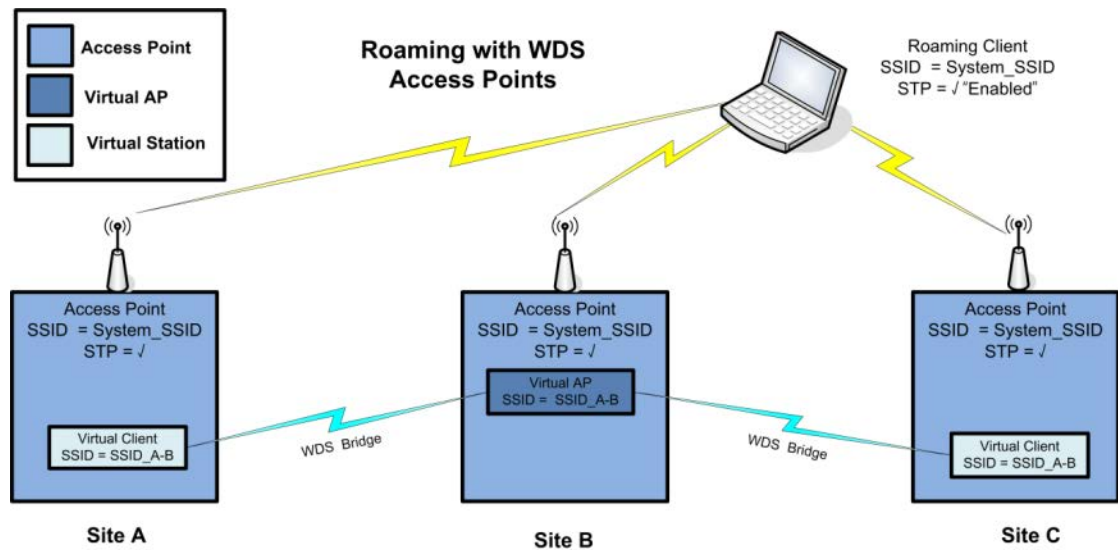 Access Point
Virtual AP
Virtual Station
Roaming with WDS
Access Points
Roaming Client
SSID = System_SSID
STP = √ "Enabled"
Access Point
SSID = System_SSID
STP = √
Virtual Client
SSID = SSID_A-B
WDS Bridge
Access Point
SSID = System_SSID
STP = √
Virtual AP
SSID = SSID_A-B
WDS Bridge
Access Point
SSID = System_SSID
STP = √
Virtual Client
SSID = SSID_A-B
Site A
Site B
Site C